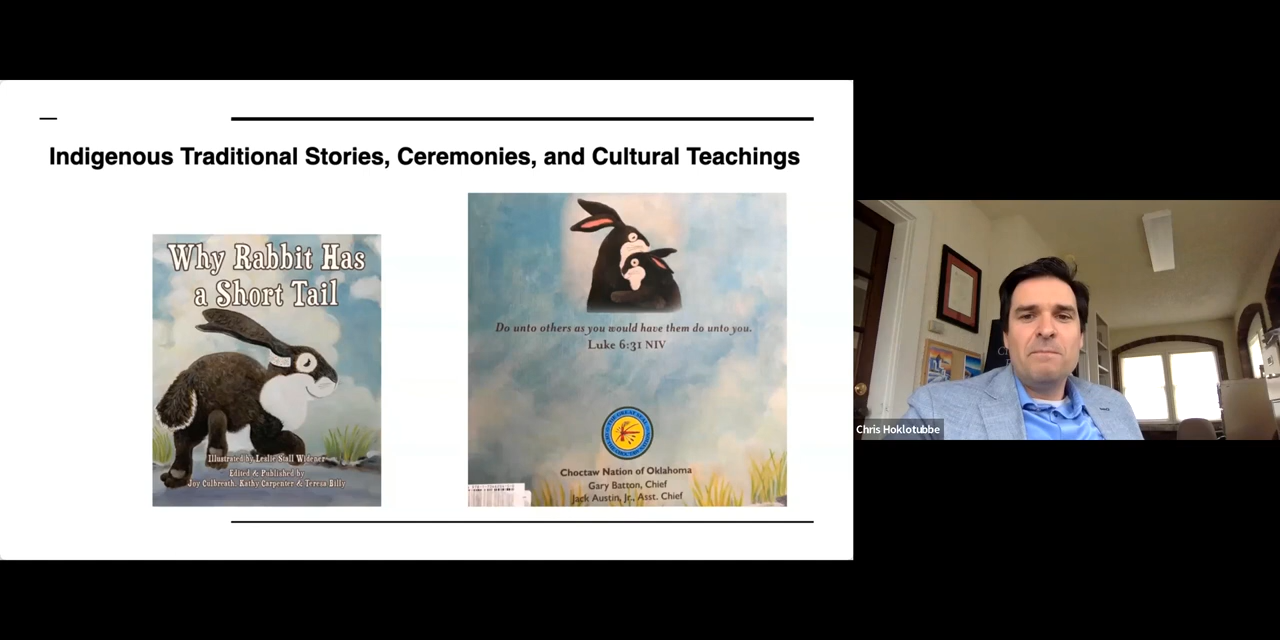 Indigenous Traditional Stories, Ceremonies, and Cultural Teachings
Why Rabbit Has
a Short Tail
Illustrated by Leslie Stall Widener
Edited & Published by
Joy Culbreath, Kathy Carpenter & Teresa Billy
Do unto others as you would have them do unto you.
Luke 6:31 NIV
Choctaw Nation of Oklahoma
Gary Batton, Chief
Jack Austin, Jr., Asst. Chief
Chris Hoklotubbe